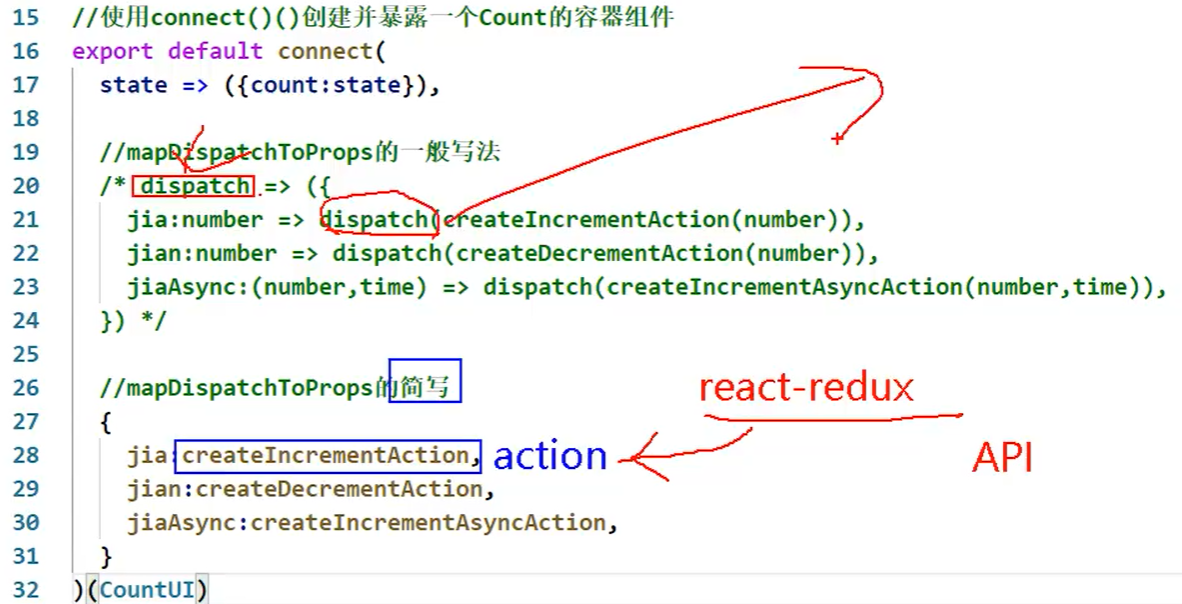 15 //使用connect()()创建并暴露一个Count的容器组件
16 export default connect(
17 state => ({count:state}),
18
19 //mapDispatchToProps的一般写法
20 /* dispatch => ({
21 jia:number => dispatch(createIncrementAction(number)),
22 jian:number => dispatch(createDecrementAction(number)),
23 jiaAsync:(number,time) => dispatch(createIncrementAsyncAction(number,time)),
24 }) */
25
26 //mapDispatchToProps的简写
react-redux
27 {
28 jia:createIncrementAction, action
API
29 jian:createDecrementAction,
30 jiaAsync:createIncrementAsyncAction,
31 }
32 )(CountUI)